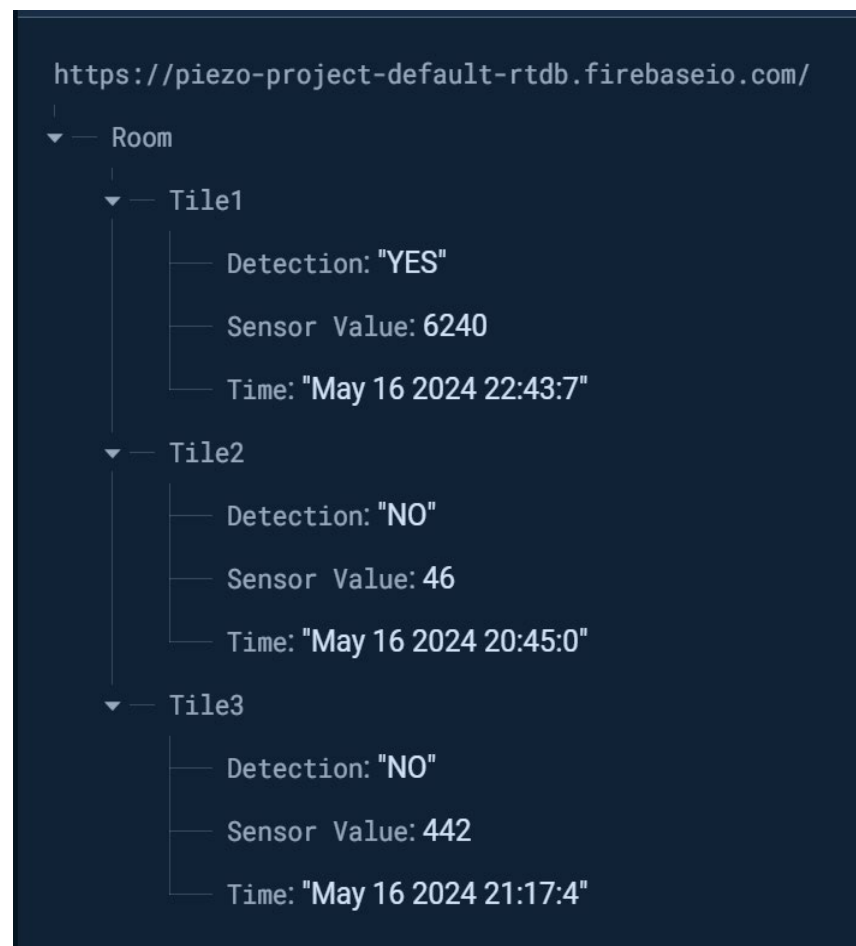 https://piezo-project-default-rtdb.firebaseio.com/
Room
Tile1
Detection: "YES"
Sensor Value: 6240
Time: "May 16 2024 22:43:7"
Tile2
Detection: "NO"
Sensor Value: 46
Time: "May 16 2024 20:45:0"
Tile3
Detection: "NO"
Sensor Value: 442
Time: "May 16 2024 21:17:4"